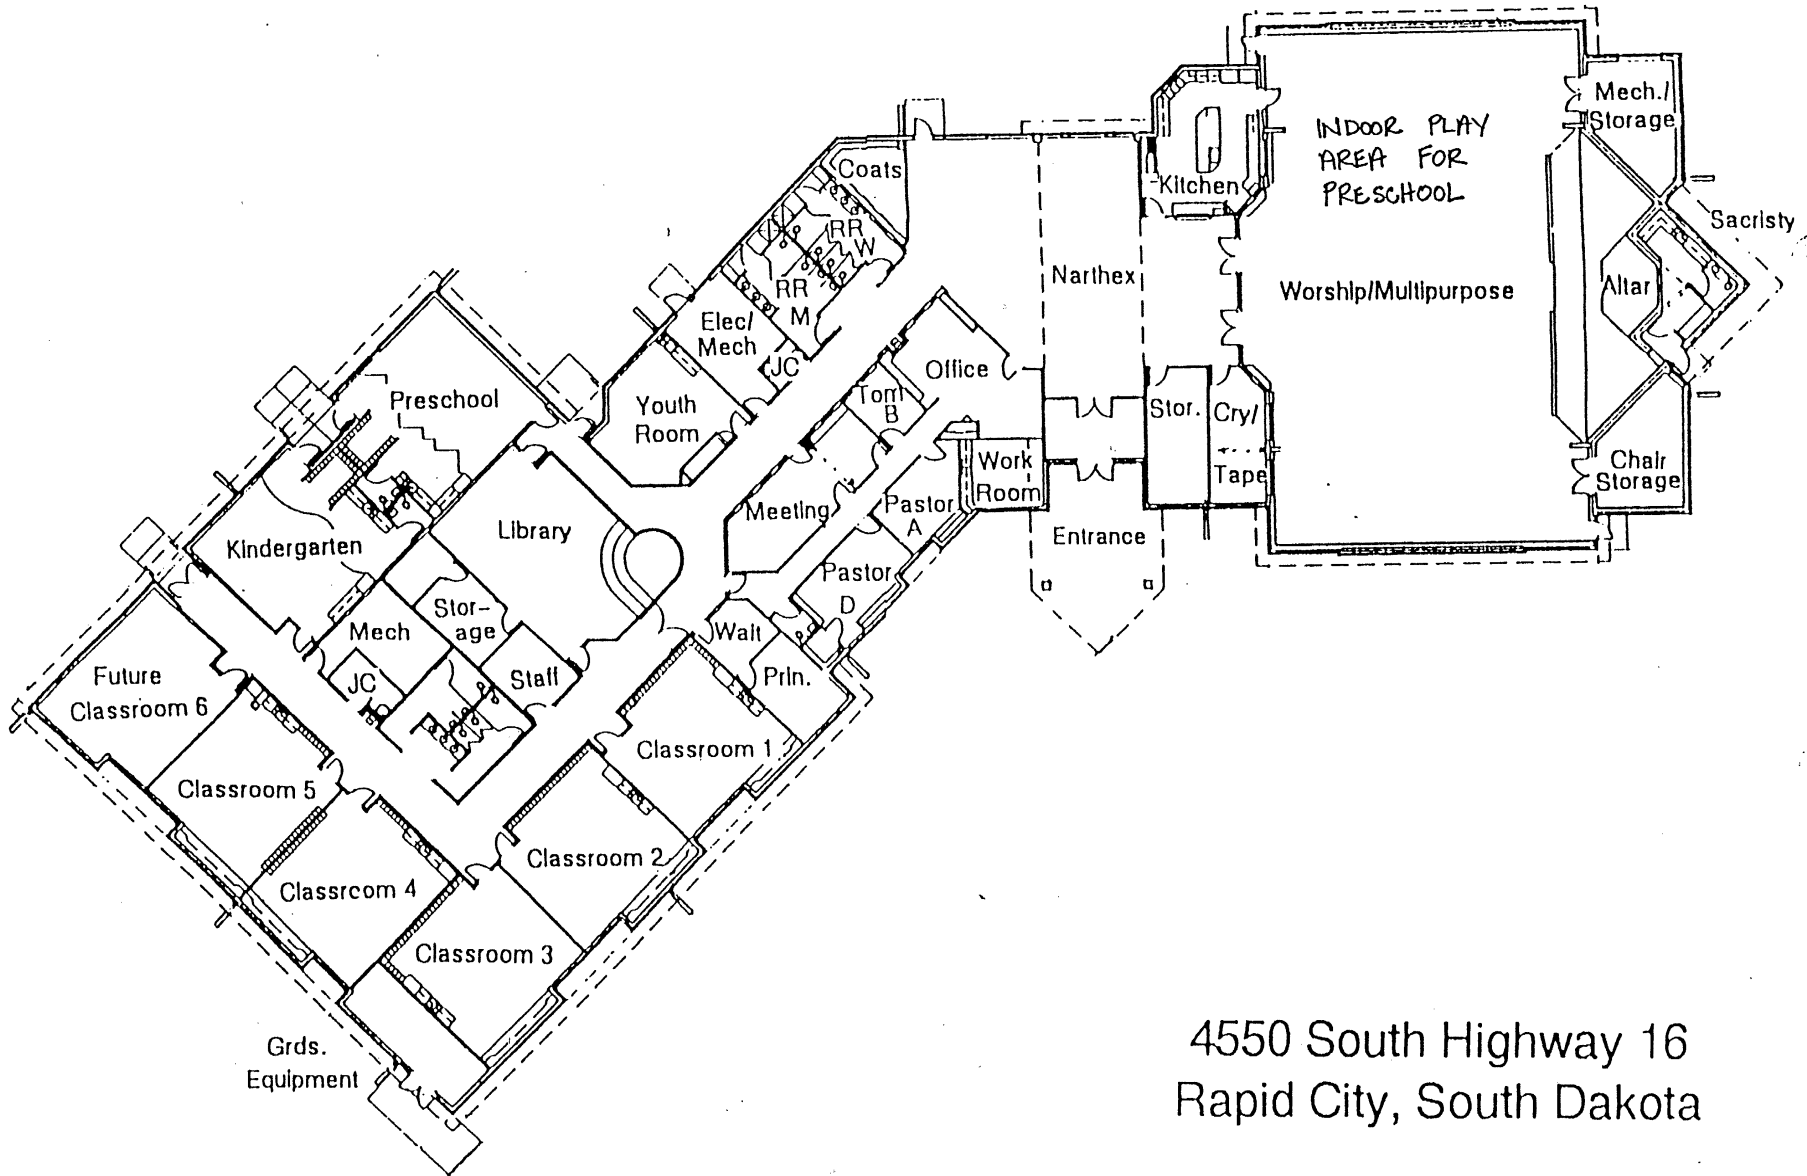 Mech./
Storage
INDOOR PLAY
AREA FOR
PRESCHOOL
Coats
Kitchen
Sacristy
RR
W
Narthex
Worship/Multipurpose
Altar
RR
M
Elec/
Mech
JC
Office
Tom
B
Preschool
Youth
Room
Stor.
Cry/
Tape
Work
Room
Chair
Storage
Meeting
Pastor
A
Entrance
Library
Kindergarten
Pastor
D
Stor-
age
Mech
Wait
Staff
Prin.
JC
Future
Classroom 6
Classroom 1
Classroom 5
Classroom 2
Classroom 4
Classroom 3
Grds.
Equipment
4550 South Highway 16
Rapid City, South Dakota